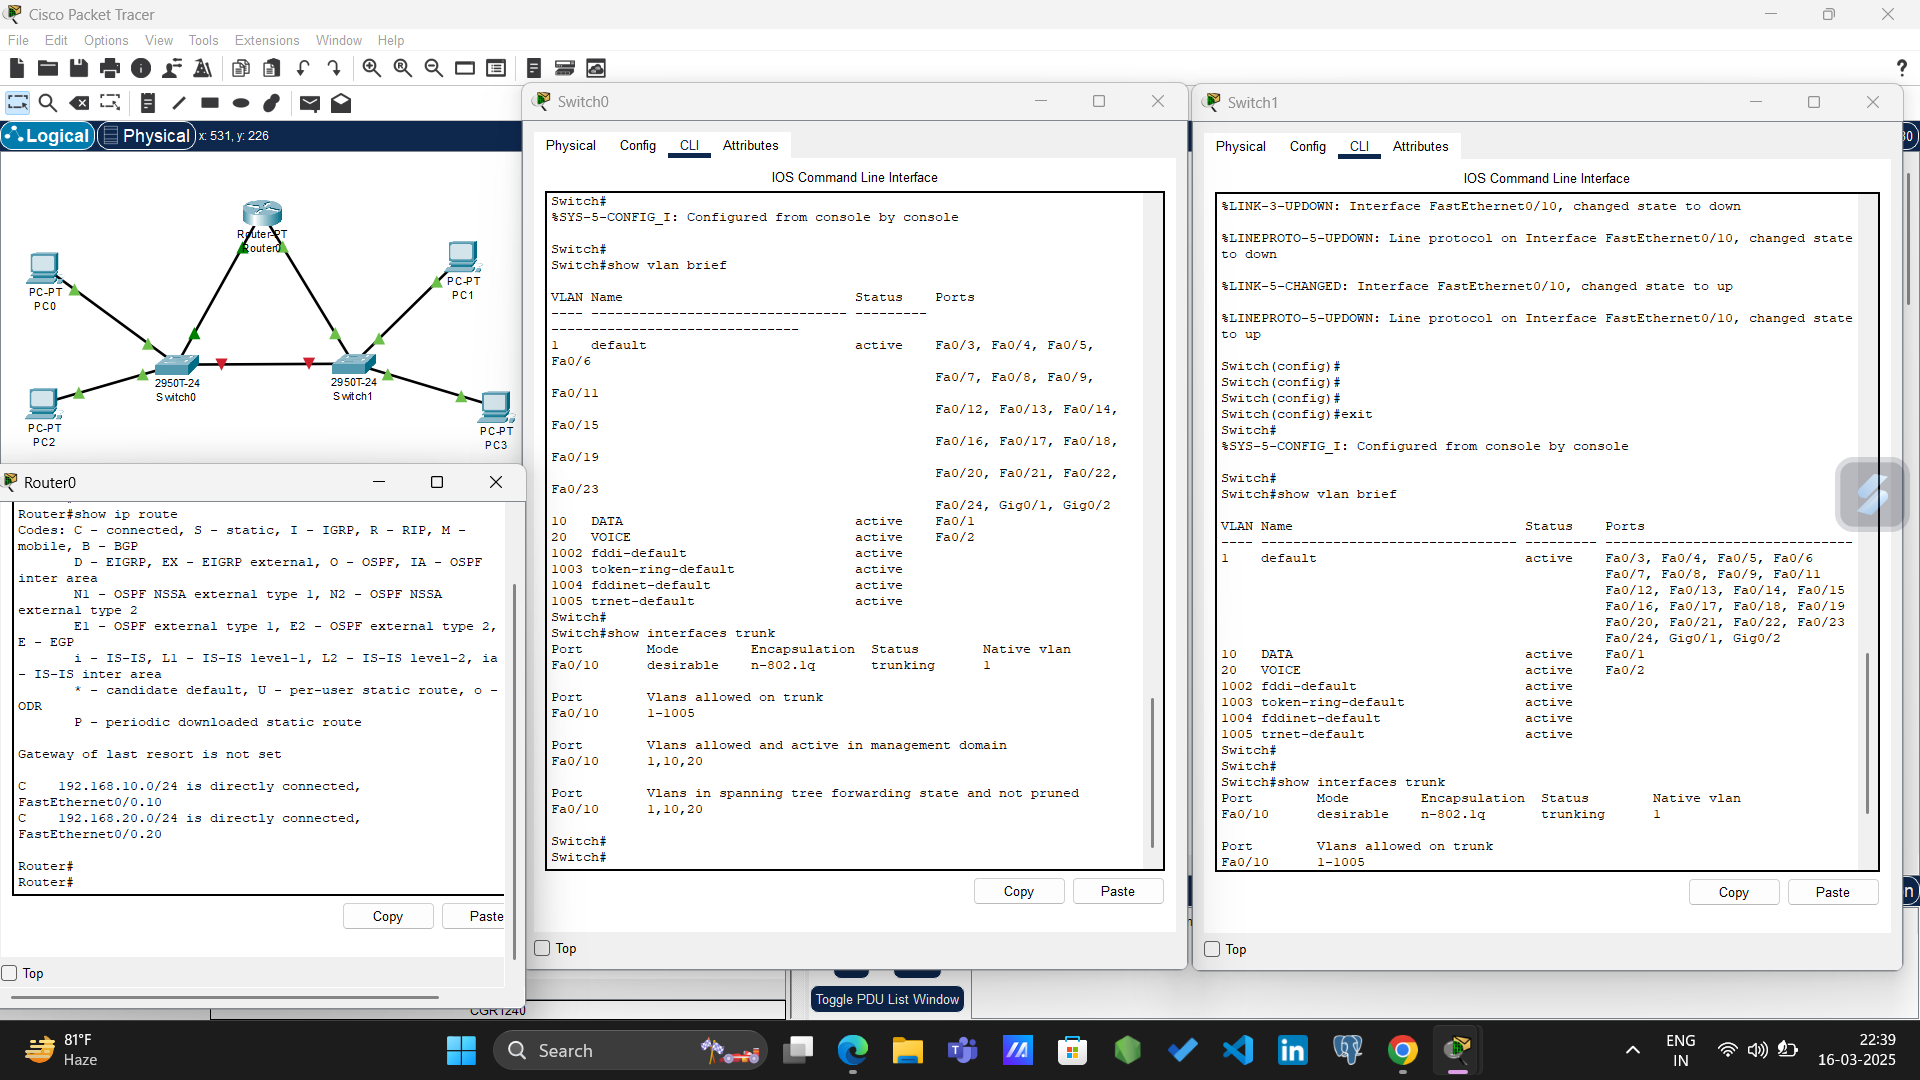 Cisco Packet Tracer
File Edit Options View Tools Extensions Window Help
?
Logical Physical x: 531, y: 226
Router-PT
Router0
PC-PT
PC0
PC-PT
PC1
2950T-24
Switch0
2950T-24
Switch1
PC-PT
PC2
PC-PT
PC3
Router0
Router#show ip route
Codes: C - connected, S - static, I - IGRP, R - RIP, M -
mobile, B - BGP
D - EIGRP, EX - EIGRP external, O - OSPF, IA - OSPF
inter area
N1 - OSPF NSSA external type 1, N2 - OSPF NSSA
external type 2
E1 - OSPF external type 1, E2 - OSPF external type 2,
E - EGP
i - IS-IS, L1 - IS-IS level-1, L2 - IS-IS level-2, ia
- IS-IS inter area
* - candidate default, U - per-user static route, o -
ODR
P - periodic downloaded static route
Gateway of last resort is not set
C 192.168.10.0/24 is directly connected,
FastEthernet0/0.10
C 192.168.20.0/24 is directly connected,
FastEthernet0/0.20
Router#
Router#
Copy Paste
Top
Switch0
Physical Config CLI Attributes
IOS Command Line Interface
Switch#
%SYS-5-CONFIG_I: Configured from console by console
Switch#
Switch#show vlan brief
VLAN Name Status Ports
---- -------------------------------- ---------
-------------------------------
1 default active Fa0/3, Fa0/4, Fa0/5,
Fa0/6
Fa0/7, Fa0/8, Fa0/9,
Fa0/11
Fa0/12, Fa0/13, Fa0/14,
Fa0/15
Fa0/16, Fa0/17, Fa0/18,
Fa0/19
Fa0/20, Fa0/21, Fa0/22,
Fa0/23
Fa0/24, Gig0/1, Gig0/2
10 DATA active Fa0/1
20 VOICE active Fa0/2
1002 fddi-default active
1003 token-ring-default active
1004 fddinet-default active
1005 trnet-default active
Switch#
Switch#show interfaces trunk
Port Mode Encapsulation Status Native vlan
Fa0/10 desirable n-802.1q trunking 1
Port Vlans allowed on trunk
Fa0/10 1-1005
Port Vlans allowed and active in management domain
Fa0/10 1,10,20
Port Vlans in spanning tree forwarding state and not pruned
Fa0/10 1,10,20
Switch#
Switch#
Copy Paste
Top
Switch1
Physical Config CLI Attributes
IOS Command Line Interface
%LINK-3-UPDOWN: Interface FastEthernet0/10, changed state to down
%LINEPROTO-5-UPDOWN: Line protocol on Interface FastEthernet0/10, changed state
to down
%LINK-5-CHANGED: Interface FastEthernet0/10, changed state to up
%LINEPROTO-5-UPDOWN: Line protocol on Interface FastEthernet0/10, changed state
to up
Switch(config)#
Switch(config)#
Switch(config)#
Switch(config)#exit
Switch#
%SYS-5-CONFIG_I: Configured from console by console
Switch#
Switch#show vlan brief
VLAN Name Status Ports
---- -------------------------------- --------- -------------------------------
1 default active Fa0/3, Fa0/4, Fa0/5, Fa0/6
Fa0/7, Fa0/8, Fa0/9, Fa0/11
Fa0/12, Fa0/13, Fa0/14, Fa0/15
Fa0/16, Fa0/17, Fa0/18, Fa0/19
Fa0/20, Fa0/21, Fa0/22, Fa0/23
Fa0/24, Gig0/1, Gig0/2
10 DATA active Fa0/1
20 VOICE active Fa0/2
1002 fddi-default active
1003 token-ring-default active
1004 fddinet-default active
1005 trnet-default active
Switch#
Switch#
Switch#show interfaces trunk
Port Mode Encapsulation Status Native vlan
Fa0/10 desirable n-802.1q trunking 1
Port Vlans allowed on trunk
Fa0/10 1-1005
Copy Paste
Top
Toggle PDU List Window
CGR1240
81°F
Haze
Search
ENG
IN
22:39
16-03-2025